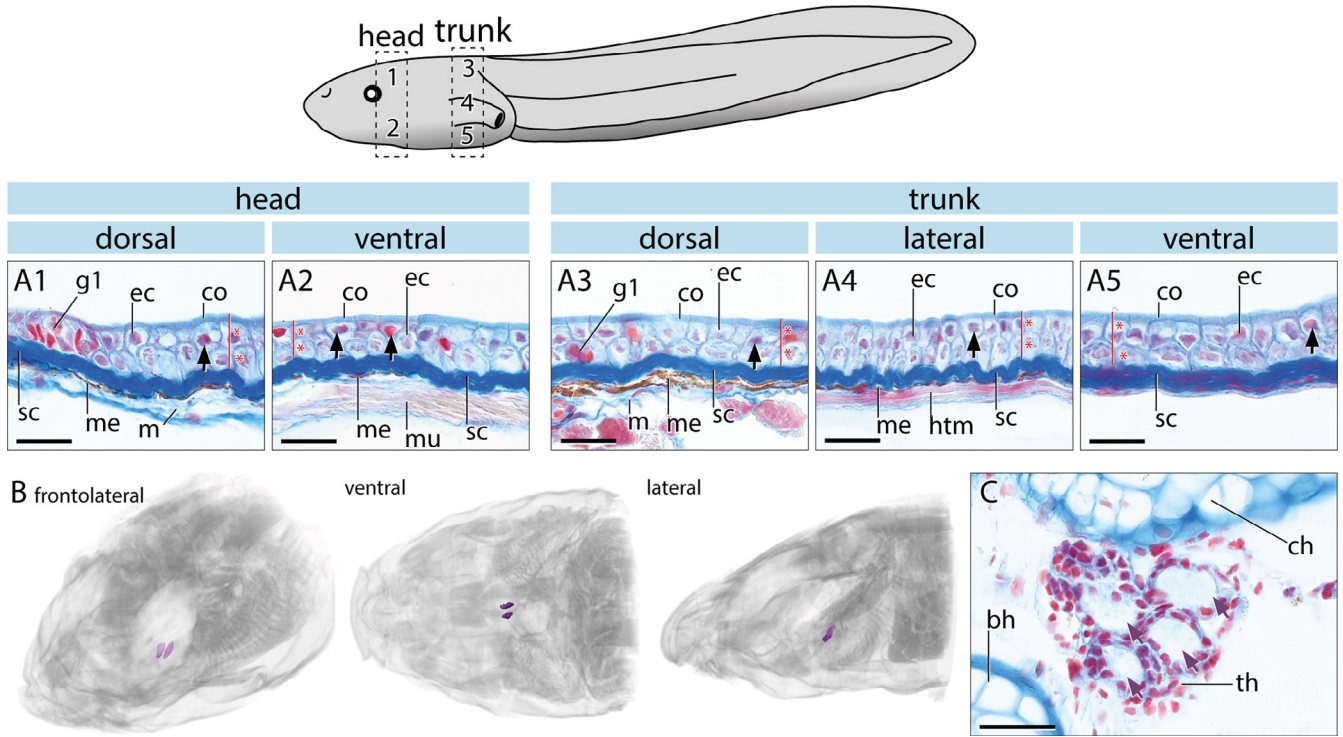 head trunk
1
3
4
2
5
head
trunk
dorsal
ventral
dorsal
lateral
ventral
A1
g1
ec
co
*
*
sc
me
m
A2
co
ec
*
*
me
mu
sc
A3
g1
co
ec
*
*
m
me
sc
A4
ec
co
*
*
me
htm
sc
A5
co
ec
*
*
sc
B frontolateral
ventral
lateral
C
ch
bh
th